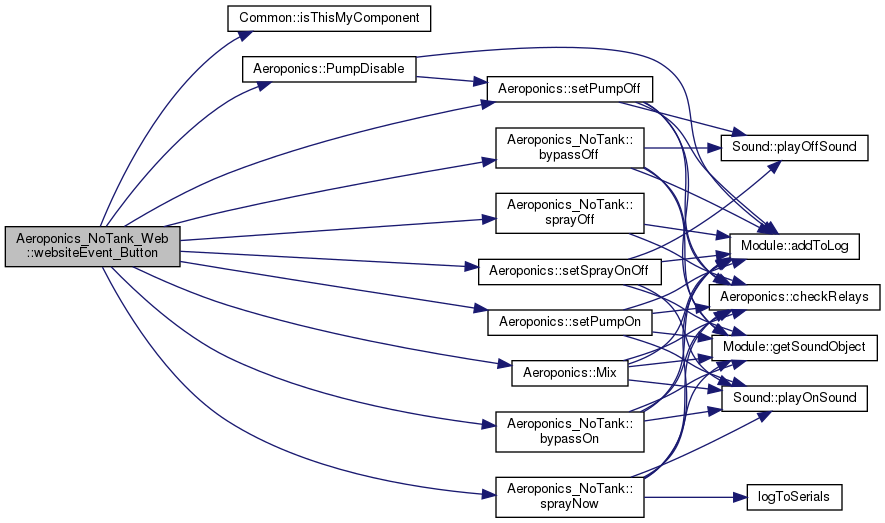 Aeroponics_NoTank_Web
::websiteEvent_Button
Common::isThisMyComponent
Aeroponics::PumpDisable
Aeroponics::setPumpOff
Aeroponics_NoTank::
bypassOff
Aeroponics_NoTank::
sprayOff
Aeroponics::setSprayOnOff
Aeroponics::setPumpOn
Aeroponics::Mix
Aeroponics_NoTank::
bypassOn
Aeroponics_NoTank::
sprayNow
Sound::playOffSound
Module::addToLog
Aeroponics::checkRelays
Module::getSoundObject
Sound::playOnSound
logToSerials